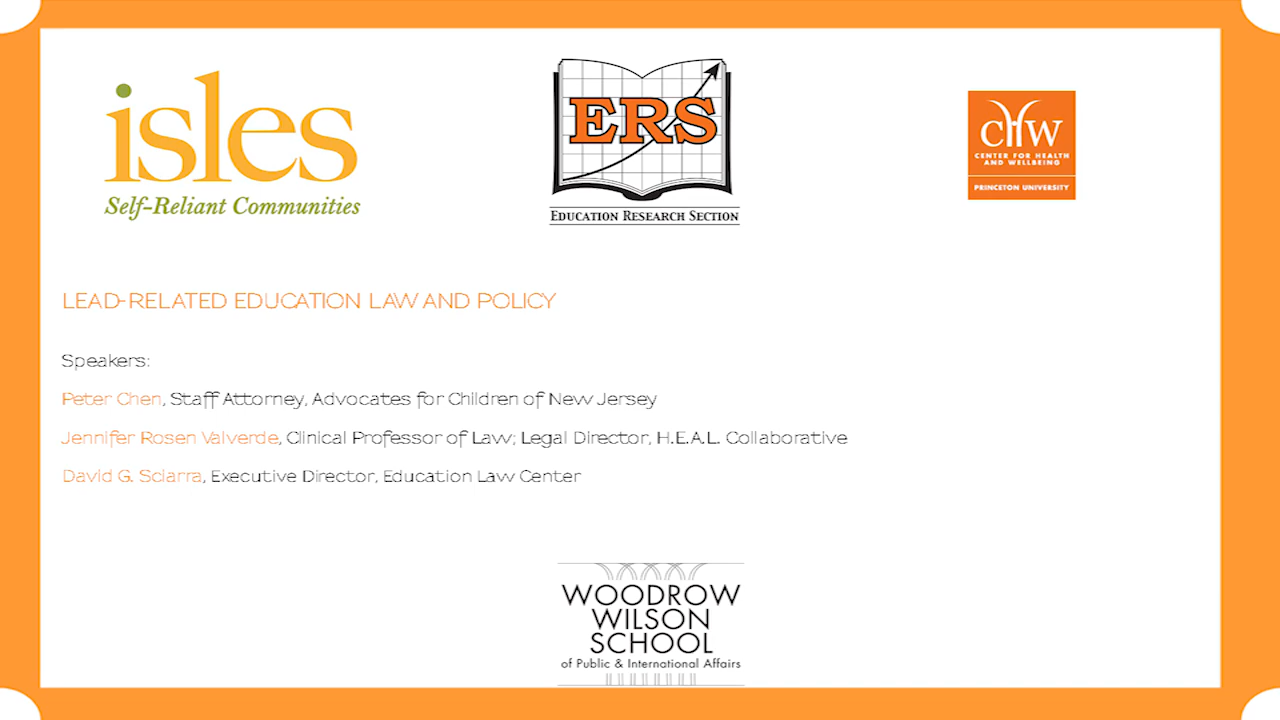 isles
Self-Reliant Communities
ERS
EDUCATION RESEARCH SECTION
CHW
CENTER FOR HEALTH
AND WELLBEING
PRINCETON UNIVERSITY
LEAD-RELATED EDUCATION LAW AND POLICY
Speakers:
Peter Chen, Staff Attorney, Advocates for Children of New Jersey
Jennifer Rosen Valverde, Clinical Professor of Law; Legal Director, H.E.A.L. Collaborative
David G. Sciarra, Executive Director, Education Law Center
WOODROW
WILSON
SCHOOL
of Public & International Affairs